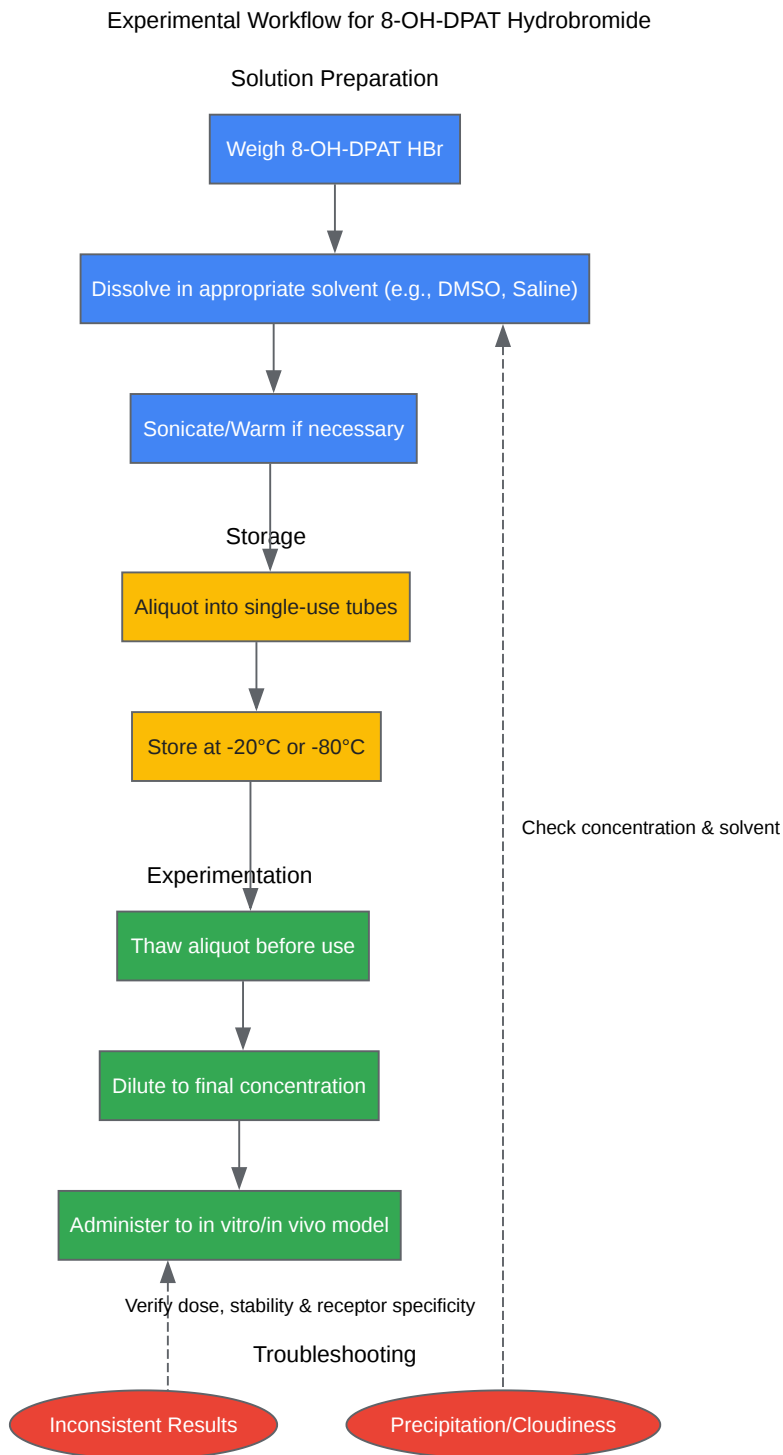 Experimental Workflow for 8-OH-DPAT Hydrobromide
Solution Preparation
Weigh 8-OH-DPAT HBr
Dissolve in appropriate solvent (e.g., DMSO, Saline)
Sonicate/Warm if necessary
Storage
Aliquot into single-use tubes
Store at -20°C or -80°C
Check concentration & solvent
Experimentation
Thaw aliquot before use
Dilute to final concentration
Administer to in vitro/in vivo model
Verify dose, stability & receptor specificity
Troubleshooting
Inconsistent Results
Precipitation/Cloudiness